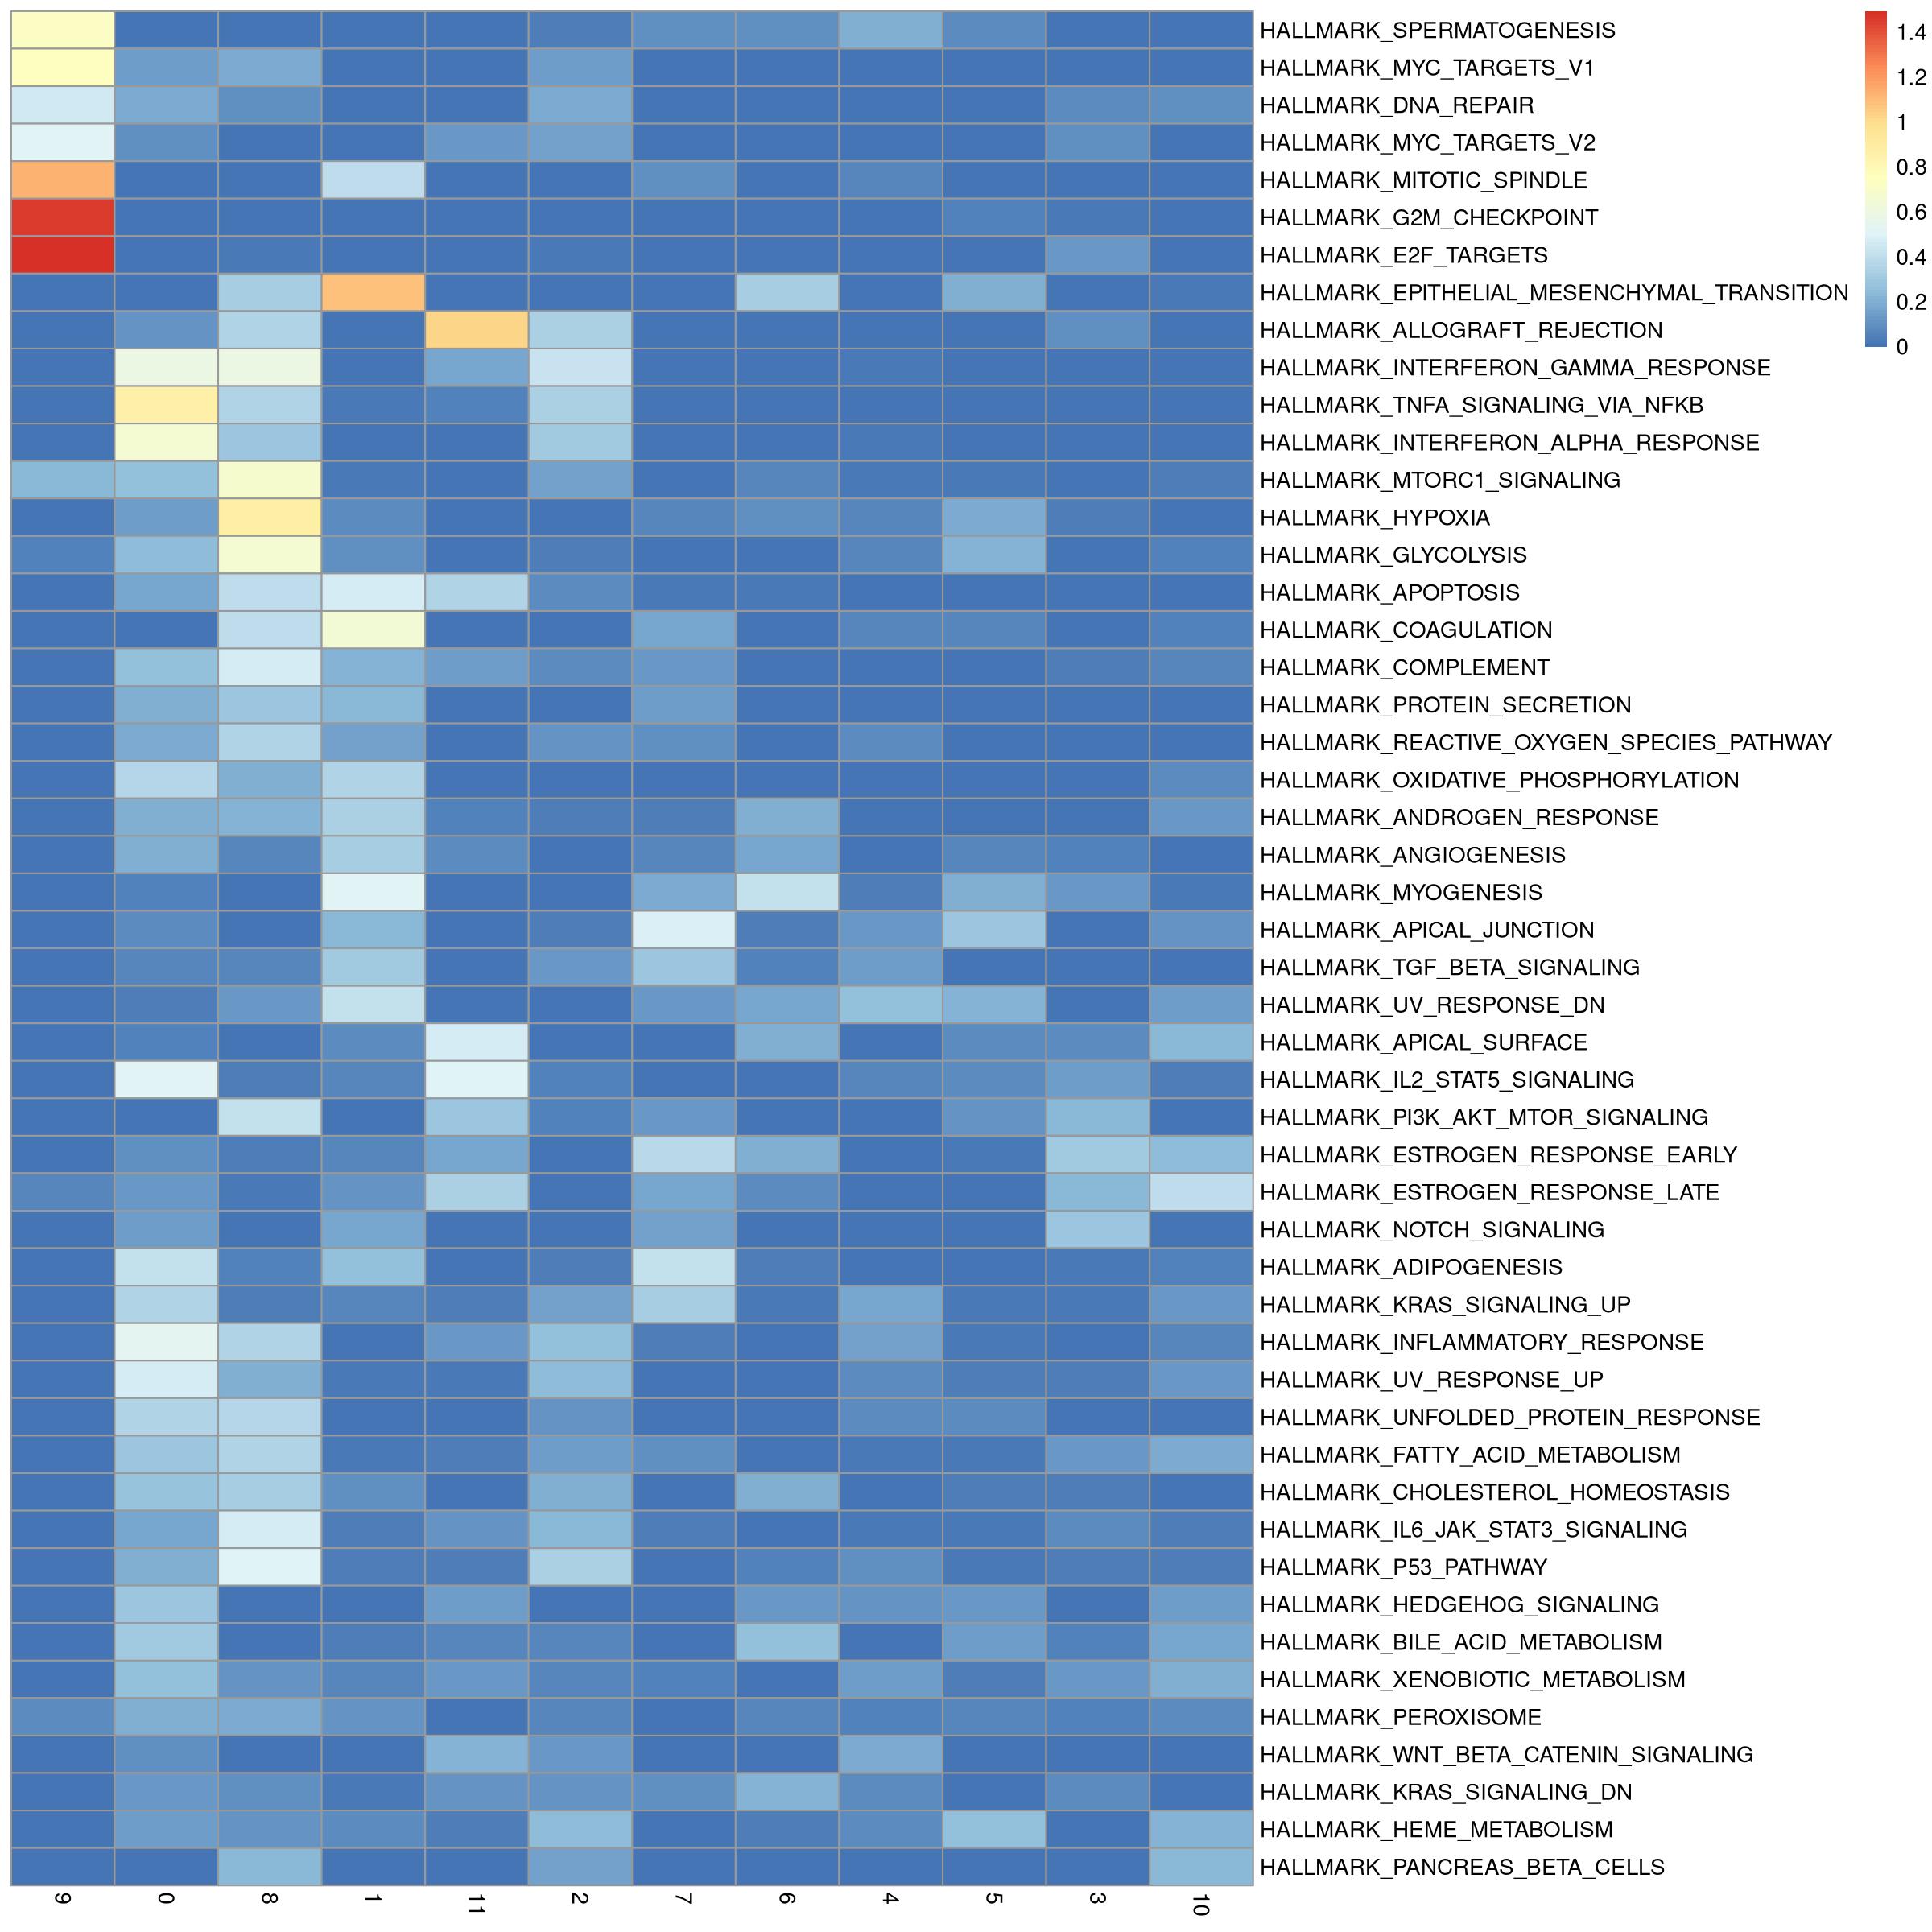 HALLMARK_SPERMATOGENESIS
HALLMARK_MYC_TARGETS_V1
HALLMARK_DNA_REPAIR
HALLMARK_MYC_TARGETS_V2
HALLMARK_MITOTIC_SPINDLE
HALLMARK_G2M_CHECKPOINT
HALLMARK_E2F_TARGETS
HALLMARK_EPITHELIAL_MESENCHYMAL_TRANSITION
HALLMARK_ALLOGRAFT_REJECTION
HALLMARK_INTERFERON_GAMMA_RESPONSE
HALLMARK_TNFA_SIGNALING_VIA_NFKB
HALLMARK_INTERFERON_ALPHA_RESPONSE
HALLMARK_MTORC1_SIGNALING
HALLMARK_HYPOXIA
HALLMARK_GLYCOLYSIS
HALLMARK_APOPTOSIS
HALLMARK_COAGULATION
HALLMARK_COMPLEMENT
HALLMARK_PROTEIN_SECRETION
HALLMARK_REACTIVE_OXYGEN_SPECIES_PATHWAY
HALLMARK_OXIDATIVE_PHOSPHORYLATION
HALLMARK_ANDROGEN_RESPONSE
HALLMARK_ANGIOGENESIS
HALLMARK_MYOGENESIS
HALLMARK_APICAL_JUNCTION
HALLMARK_TGF_BETA_SIGNALING
HALLMARK_UV_RESPONSE_DN
HALLMARK_APICAL_SURFACE
HALLMARK_IL2_STAT5_SIGNALING
HALLMARK_PI3K_AKT_MTOR_SIGNALING
HALLMARK_ESTROGEN_RESPONSE_EARLY
HALLMARK_ESTROGEN_RESPONSE_LATE
HALLMARK_NOTCH_SIGNALING
HALLMARK_ADIPOGENESIS
HALLMARK_KRAS_SIGNALING_UP
HALLMARK_INFLAMMATORY_RESPONSE
HALLMARK_UV_RESPONSE_UP
HALLMARK_UNFOLDED_PROTEIN_RESPONSE
HALLMARK_FATTY_ACID_METABOLISM
HALLMARK_CHOLESTEROL_HOMEOSTASIS
HALLMARK_IL6_JAK_STAT3_SIGNALING
HALLMARK_P53_PATHWAY
HALLMARK_HEDGEHOG_SIGNALING
HALLMARK_BILE_ACID_METABOLISM
HALLMARK_XENOBIOTIC_METABOLISM
HALLMARK_PEROXISOME
HALLMARK_WNT_BETA_CATENIN_SIGNALING
HALLMARK_KRAS_SIGNALING_DN
HALLMARK_HEME_METABOLISM
HALLMARK_PANCREAS_BETA_CELLS
9 0 8 1 11 2 7 6 4 5 3 10
1.4
1.2
1
0.8
0.6
0.4
0.2
0